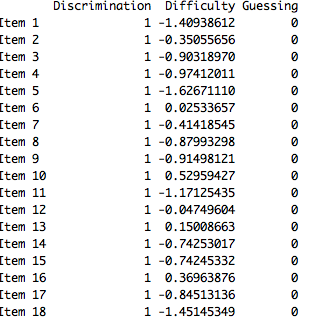 Discrimination Difficulty Guessing
Item 1 1 -1.40938612 0
Item 2 1 -0.35055656 0
Item 3 1 -0.90318970 0
Item 4 1 -0.97412011 0
Item 5 1 -1.62671110 0
Item 6 1 0.02533657 0
Item 7 1 -0.41418545 0
Item 8 1 -0.87993298 0
Item 9 1 -0.91498121 0
Item 10 1 0.52959427 0
Item 11 1 -1.17125435 0
Item 12 1 -0.04749604 0
Item 13 1 0.15008663 0
Item 14 1 -0.74253017 0
Item 15 1 -0.74245332 0
Item 16 1 0.36963876 0
Item 17 1 -0.84513136 0
Item 18 1 -1.45145349 0